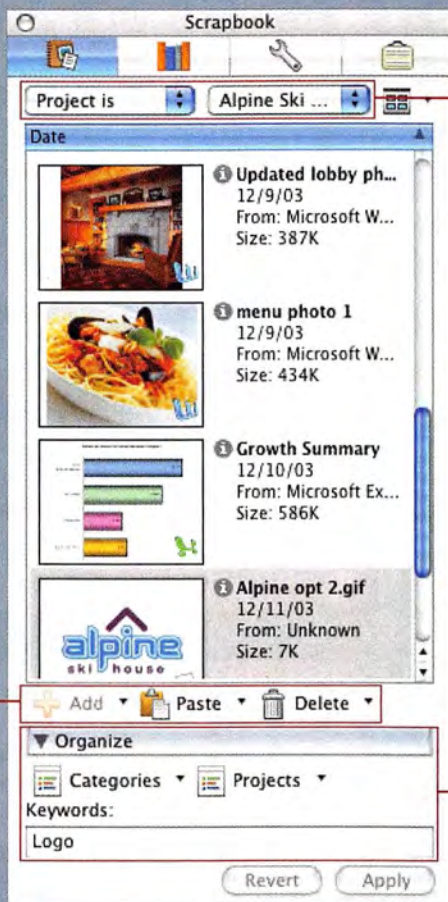 Scrapbook
Project is Alpine Ski ...
Date
Updated lobby ph...
12/9/03
From: Microsoft W...
Size: 387K
menu photo 1
12/9/03
From: Microsoft W...
Size: 434K
Growth Summary
12/10/03
From: Microsoft Ex...
Size: 586K
Alpine opt 2.gif
12/11/03
From: Unknown
Size: 7K
alpine
ski house
Add Paste Delete
Organize
Categories Projects
Keywords:
Logo
Revert Apply